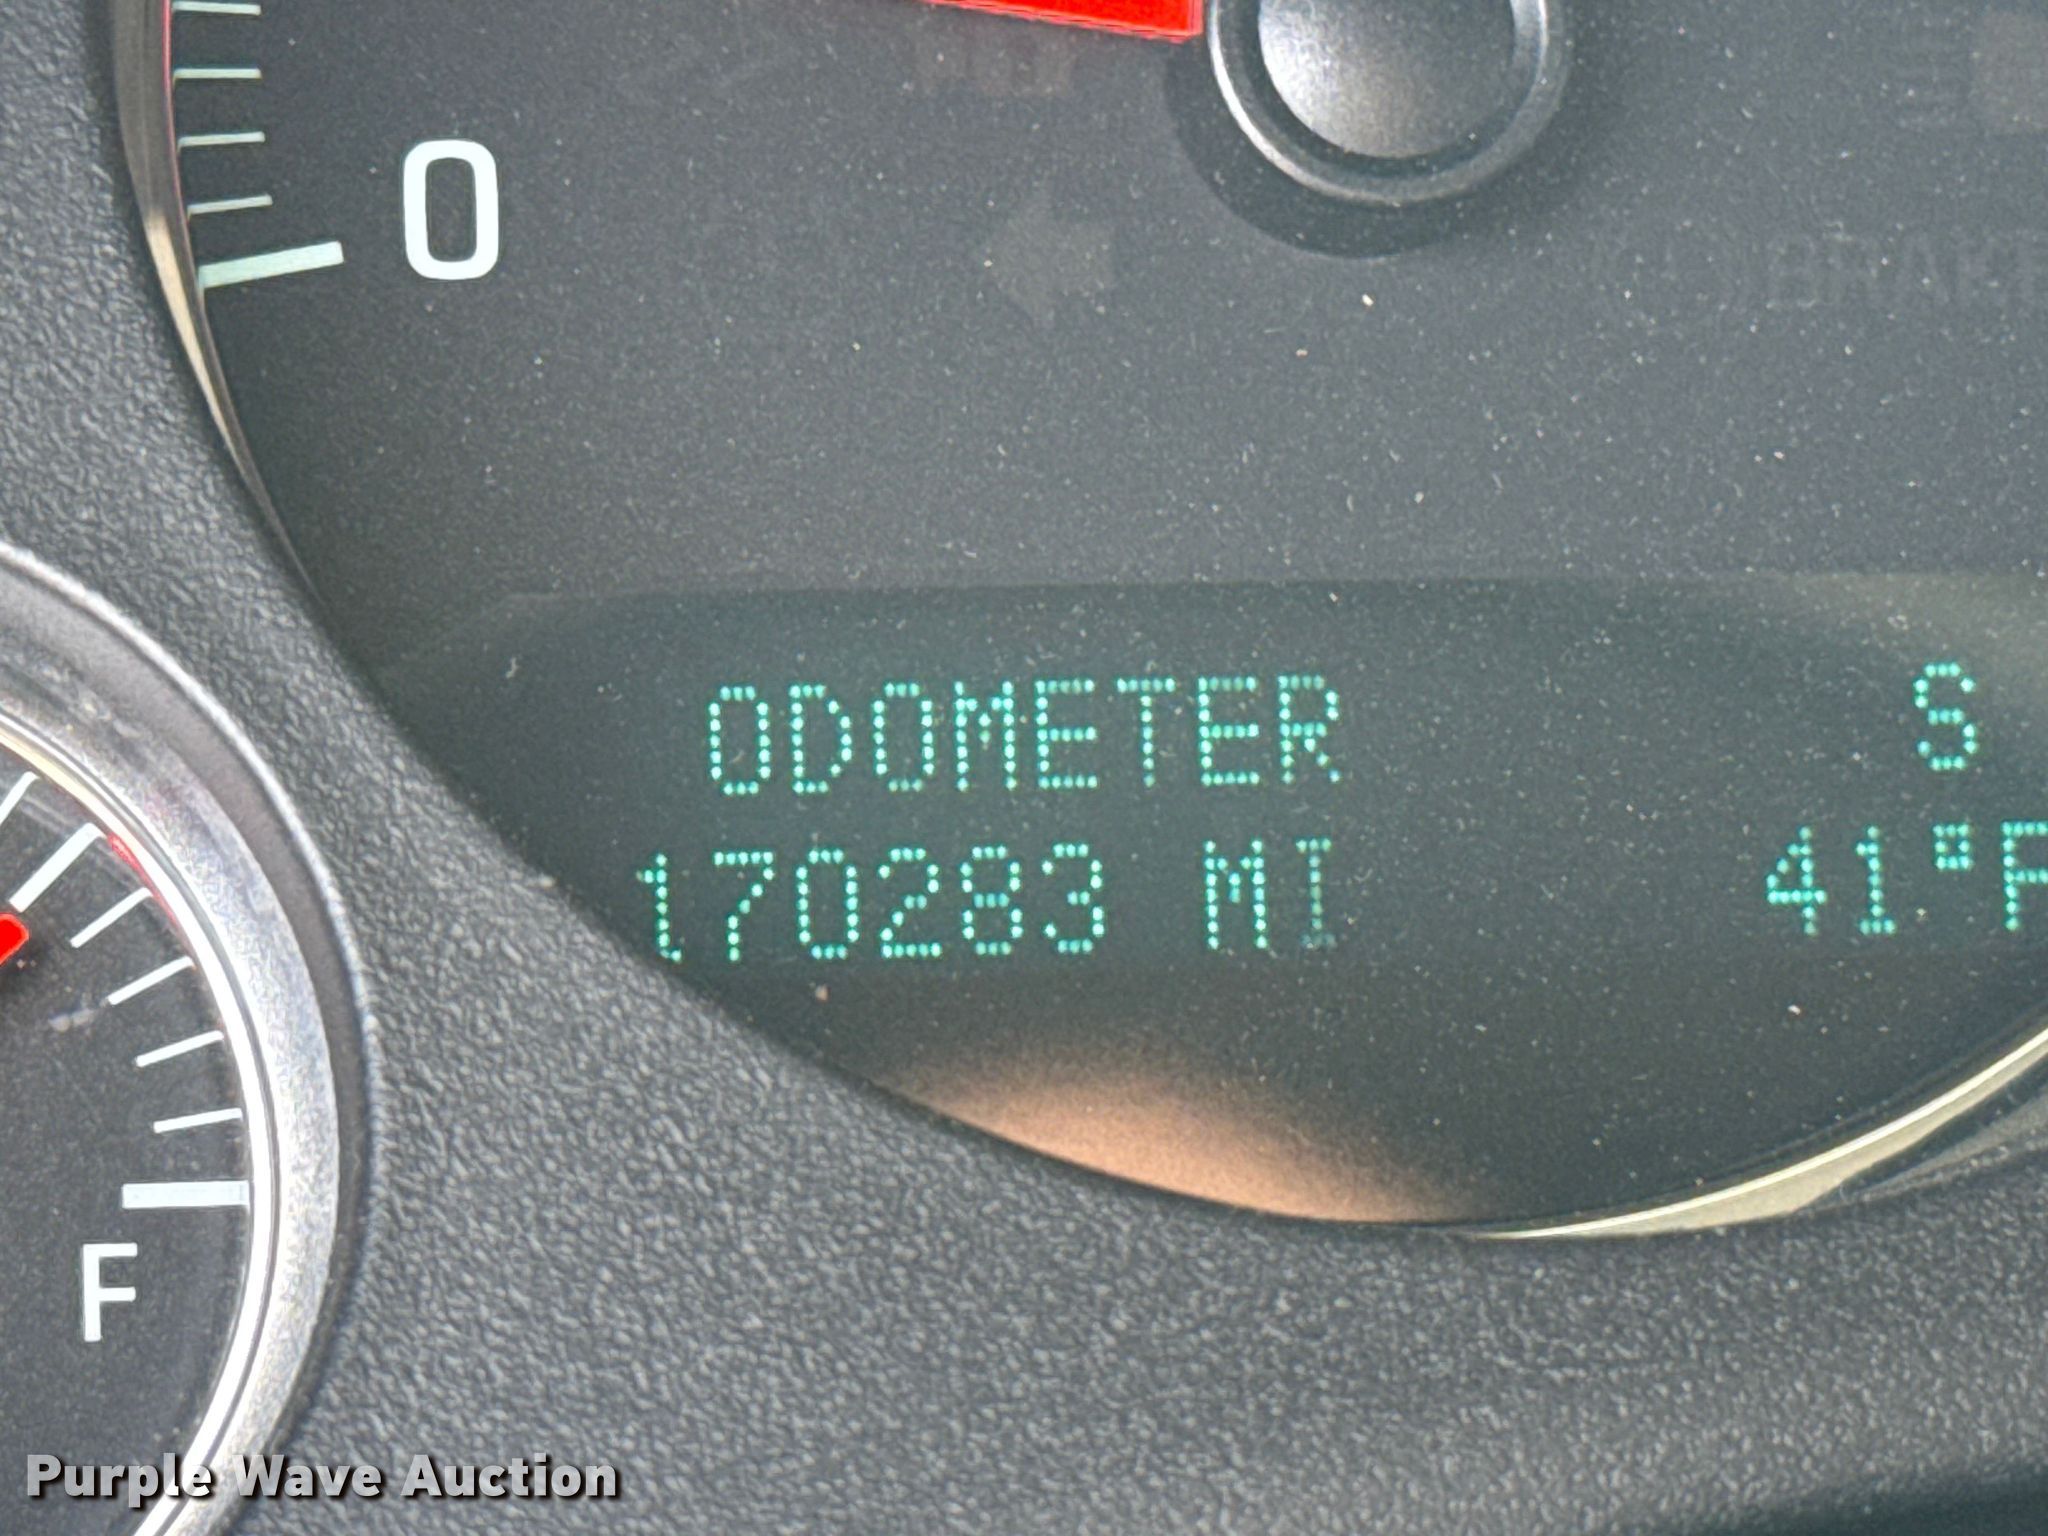 0
ODOMETER S
170283 MI 41°F
F
Purple Wave Auction